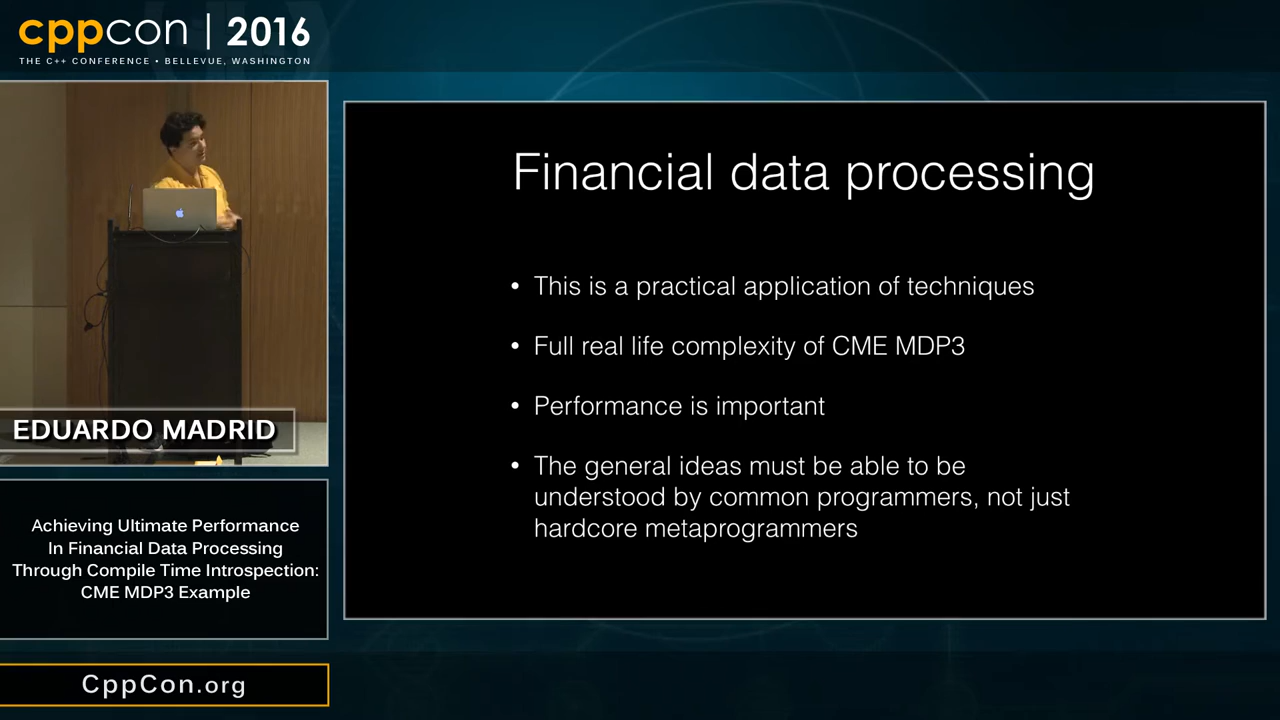 cppcon | 2016
THE C++ CONFERENCE • BELLEVUE, WASHINGTON
EDUARDO MADRID
Achieving Ultimate Performance
In Financial Data Processing
Through Compile Time Introspection:
CME MDP3 Example
CppCon.org
Financial data processing
• This is a practical application of techniques
• Full real life complexity of CME MDP3
• Performance is important
• The general ideas must be able to be
understood by common programmers, not just
hardcore metaprogrammers